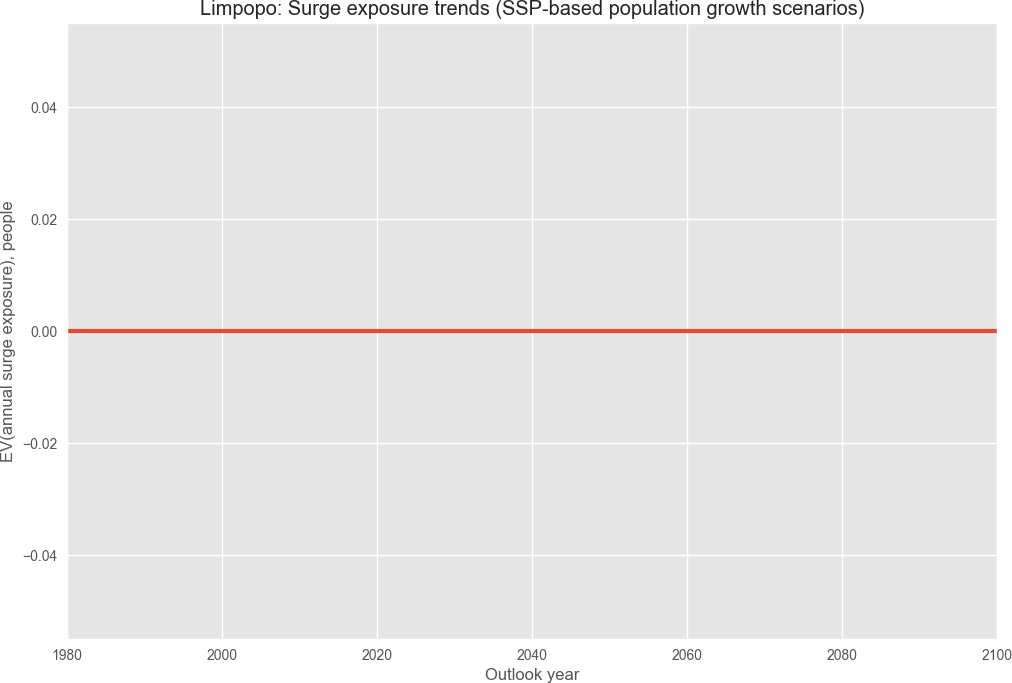 Limpopo: Surge exposure trends (SSP-based population growth scenarios)
EV(annual surge exposure), people
0.04
0.02
0.00
−0.02
−0.04
1980 2000 2020 2040 2060 2080 2100
Outlook year